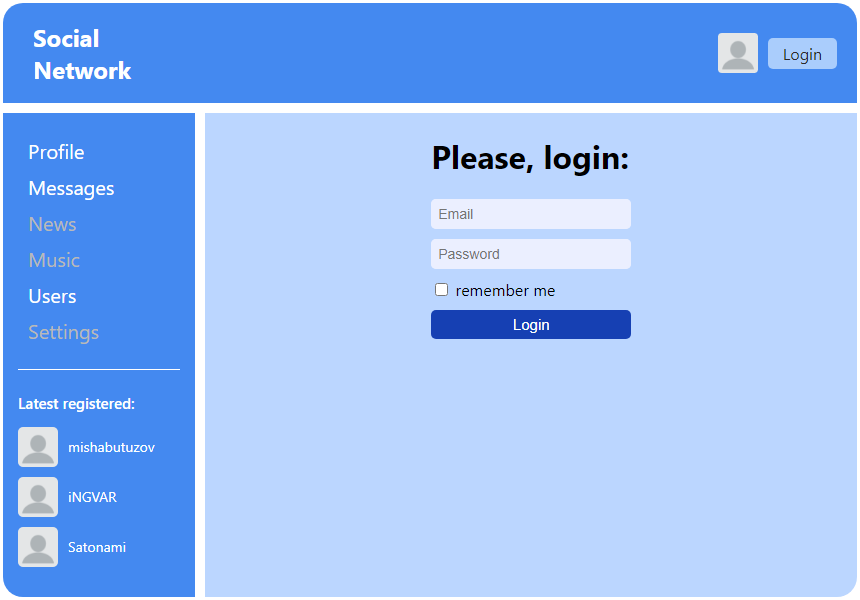 Social
Network
Login
Profile
Messages
News
Music
Users
Settings
Latest registered:
mishabutuzov
iNGVAR
Satonami
Please, login:
Email
Password
remember me
Login